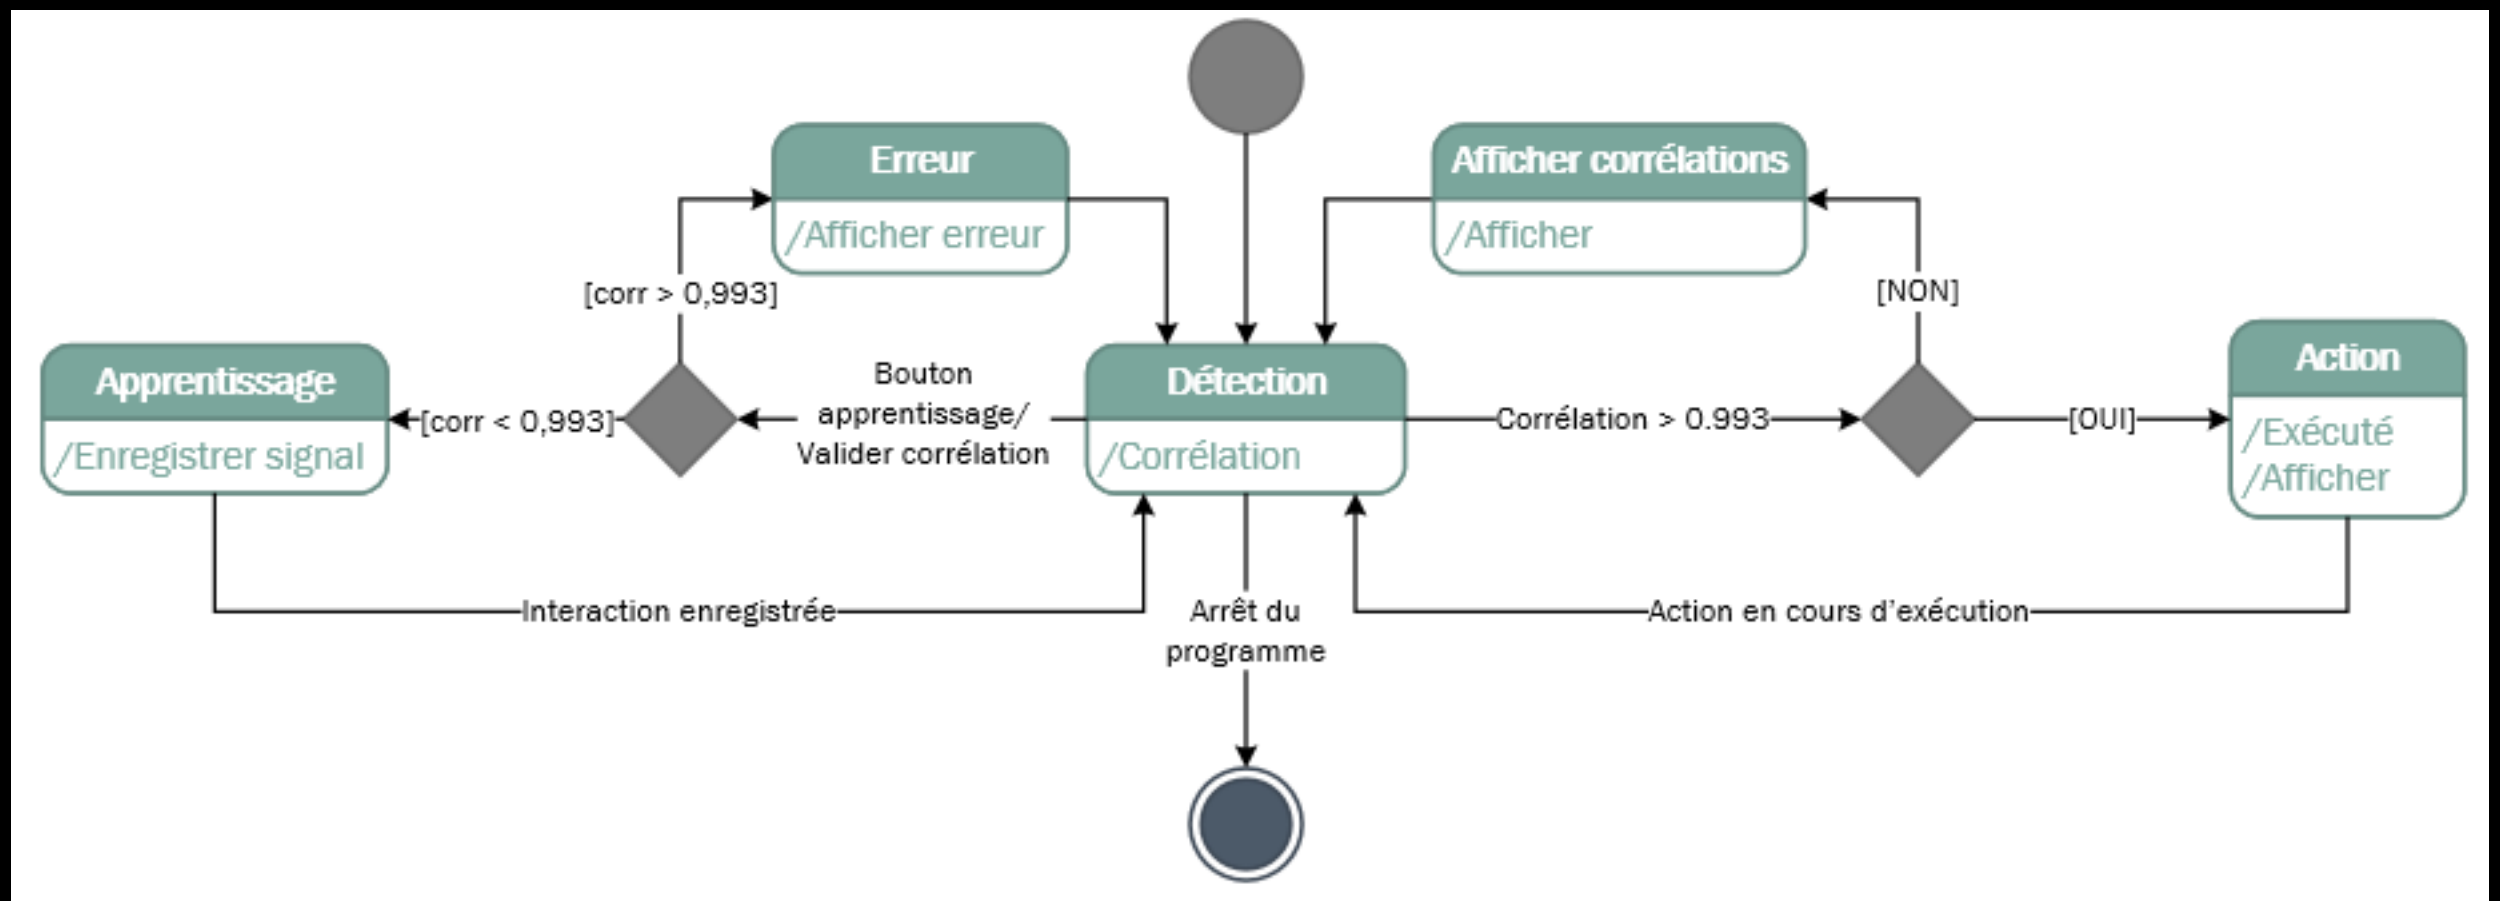 Erreur
/Afficher erreur
Afficher corrélations
/Afficher
[corr > 0,993]
[NON]
Apprentissage
/Enregistrer signal
[corr < 0,993]
Bouton
apprentissage/
Valider corrélation
Détection
/Corrélation
Corrélation > 0.993
[OUI]
Action
/Exécuté
/Afficher
Interaction enregistrée
Arrêt du
programme
Action en cours d'exécution